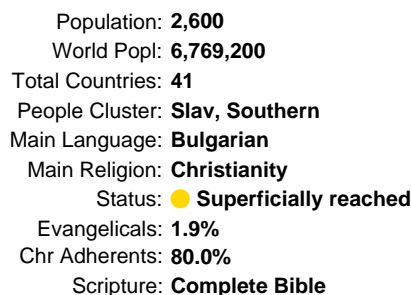 Population: 2,600
World Popl: 6,769,200
Total Countries: 41
People Cluster: Slav, Southern
Main Language: Bulgarian
Main Religion: Christianity
Status: Superficially reached
Evangelicals: 1.9%
Chr Adherents: 80.0%
Scripture: Complete Bible